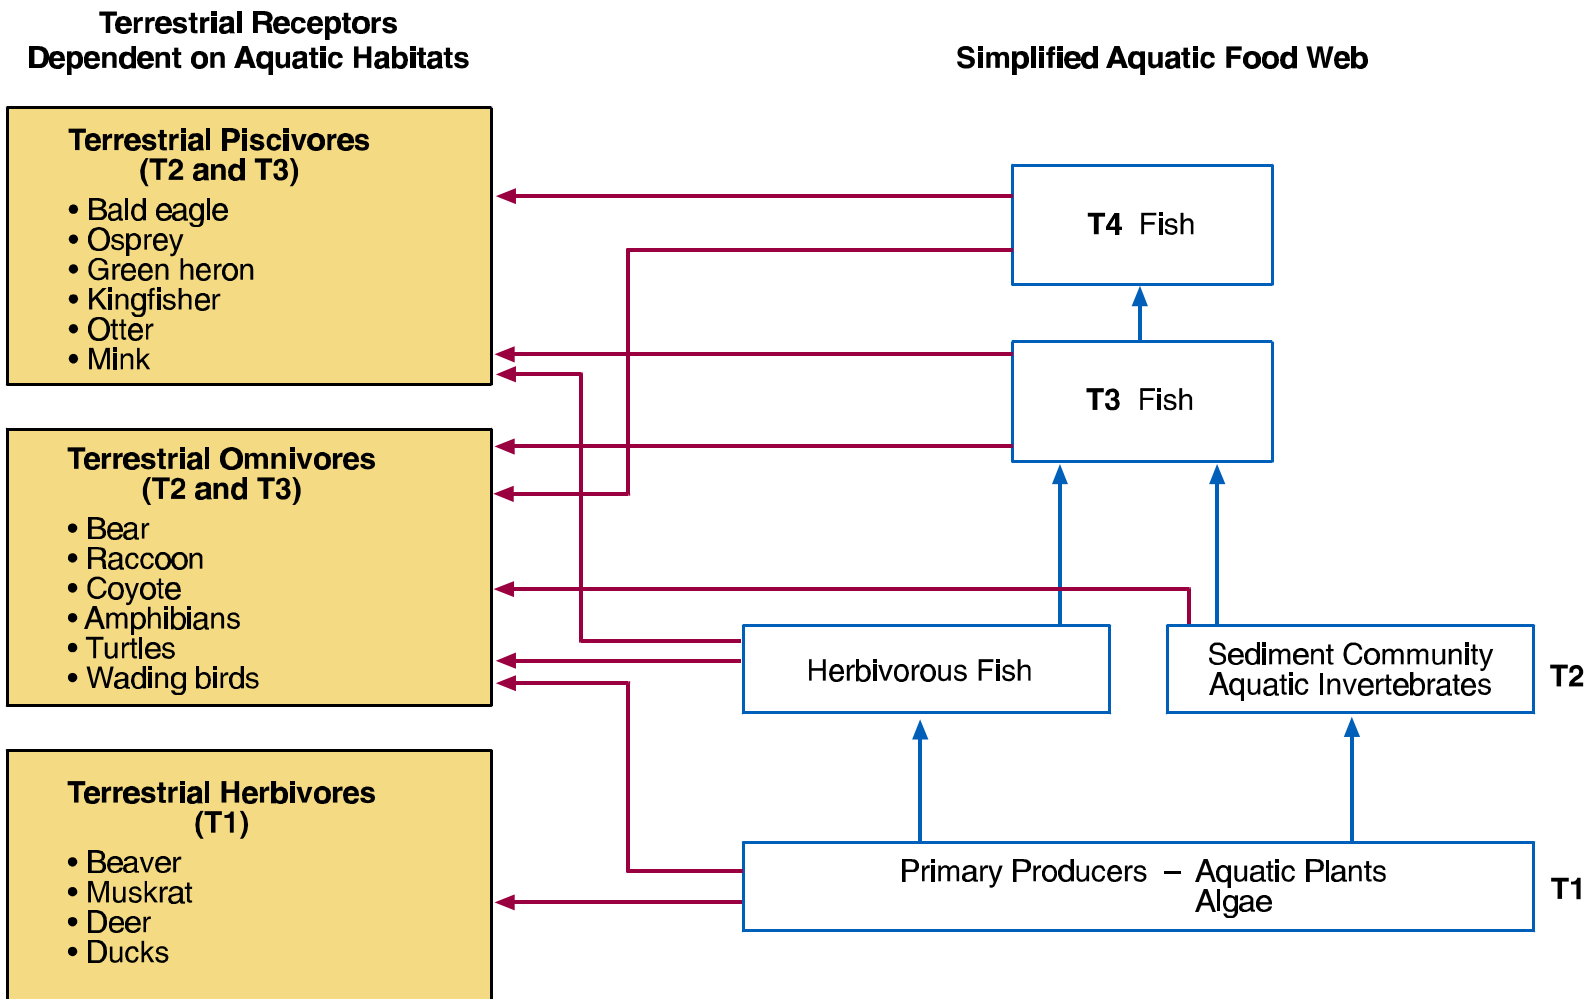 Terrestrial Receptors
Dependent on Aquatic Habitats
Simplified Aquatic Food Web
Terrestrial Piscivores
(T2 and T3)
• Bald eagle
• Osprey
• Green heron
• Kingfisher
• Otter
• Mink
T4 Fish
T3 Fish
Terrestrial Omnivores
(T2 and T3)
• Bear
• Raccoon
• Coyote
• Amphibians
• Turtles
• Wading birds
Herbivorous Fish
Sediment Community
Aquatic Invertebrates
T2
Terrestrial Herbivores
(T1)
• Beaver
• Muskrat
• Deer
• Ducks
Primary Producers – Aquatic Plants
Algae
T1